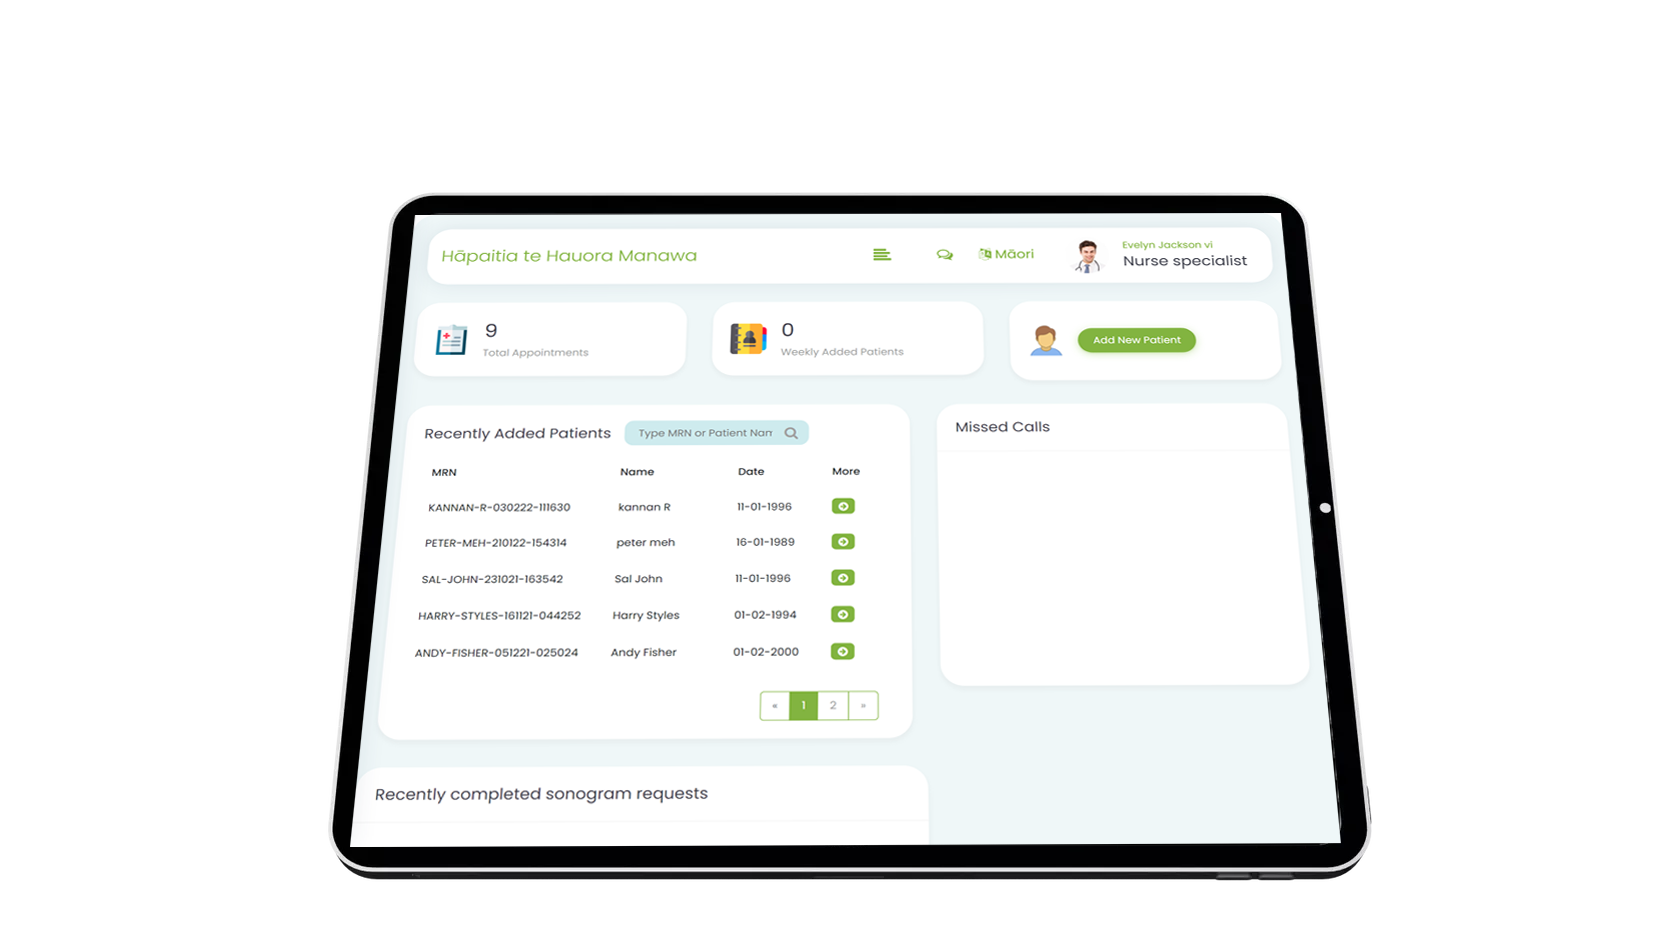 Hāpaitia te Hauora Manawa
Māori
Evelyn Jackson vi
Nurse specialist
9
Total Appointments
0
Weekly Added Patients
Add New Patient
Recently Added Patients
Type MRN or Patient Nan
Missed Calls
MRN Name Date More
KANNAN-R-030222-111630 kannan R 11-01-1996
PETER-MEH-210122-154314 peter meh 16-01-1989
SAL-JOHN-231021-163542 Sal John 11-01-1996
HARRY-STYLES-161121-044252 Harry Styles 01-02-1994
ANDY-FISHER-051221-025024 Andy Fisher 01-02-2000
« 1 2 »
Recently completed sonogram requests